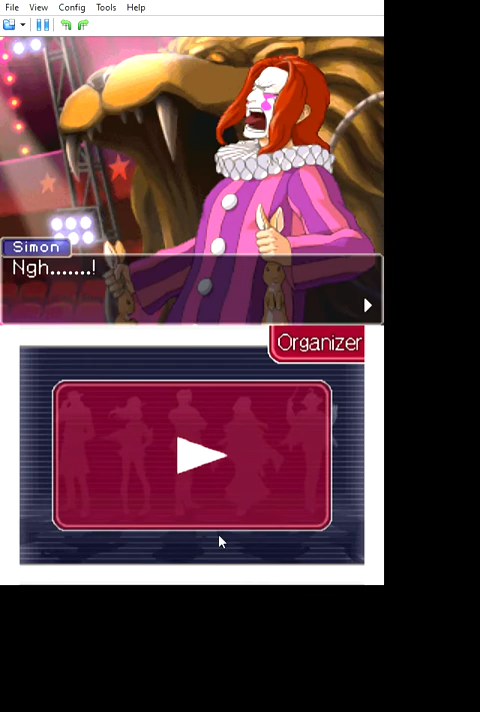 File View Config Tools Help
Simon
Ngh.......!
Organizer